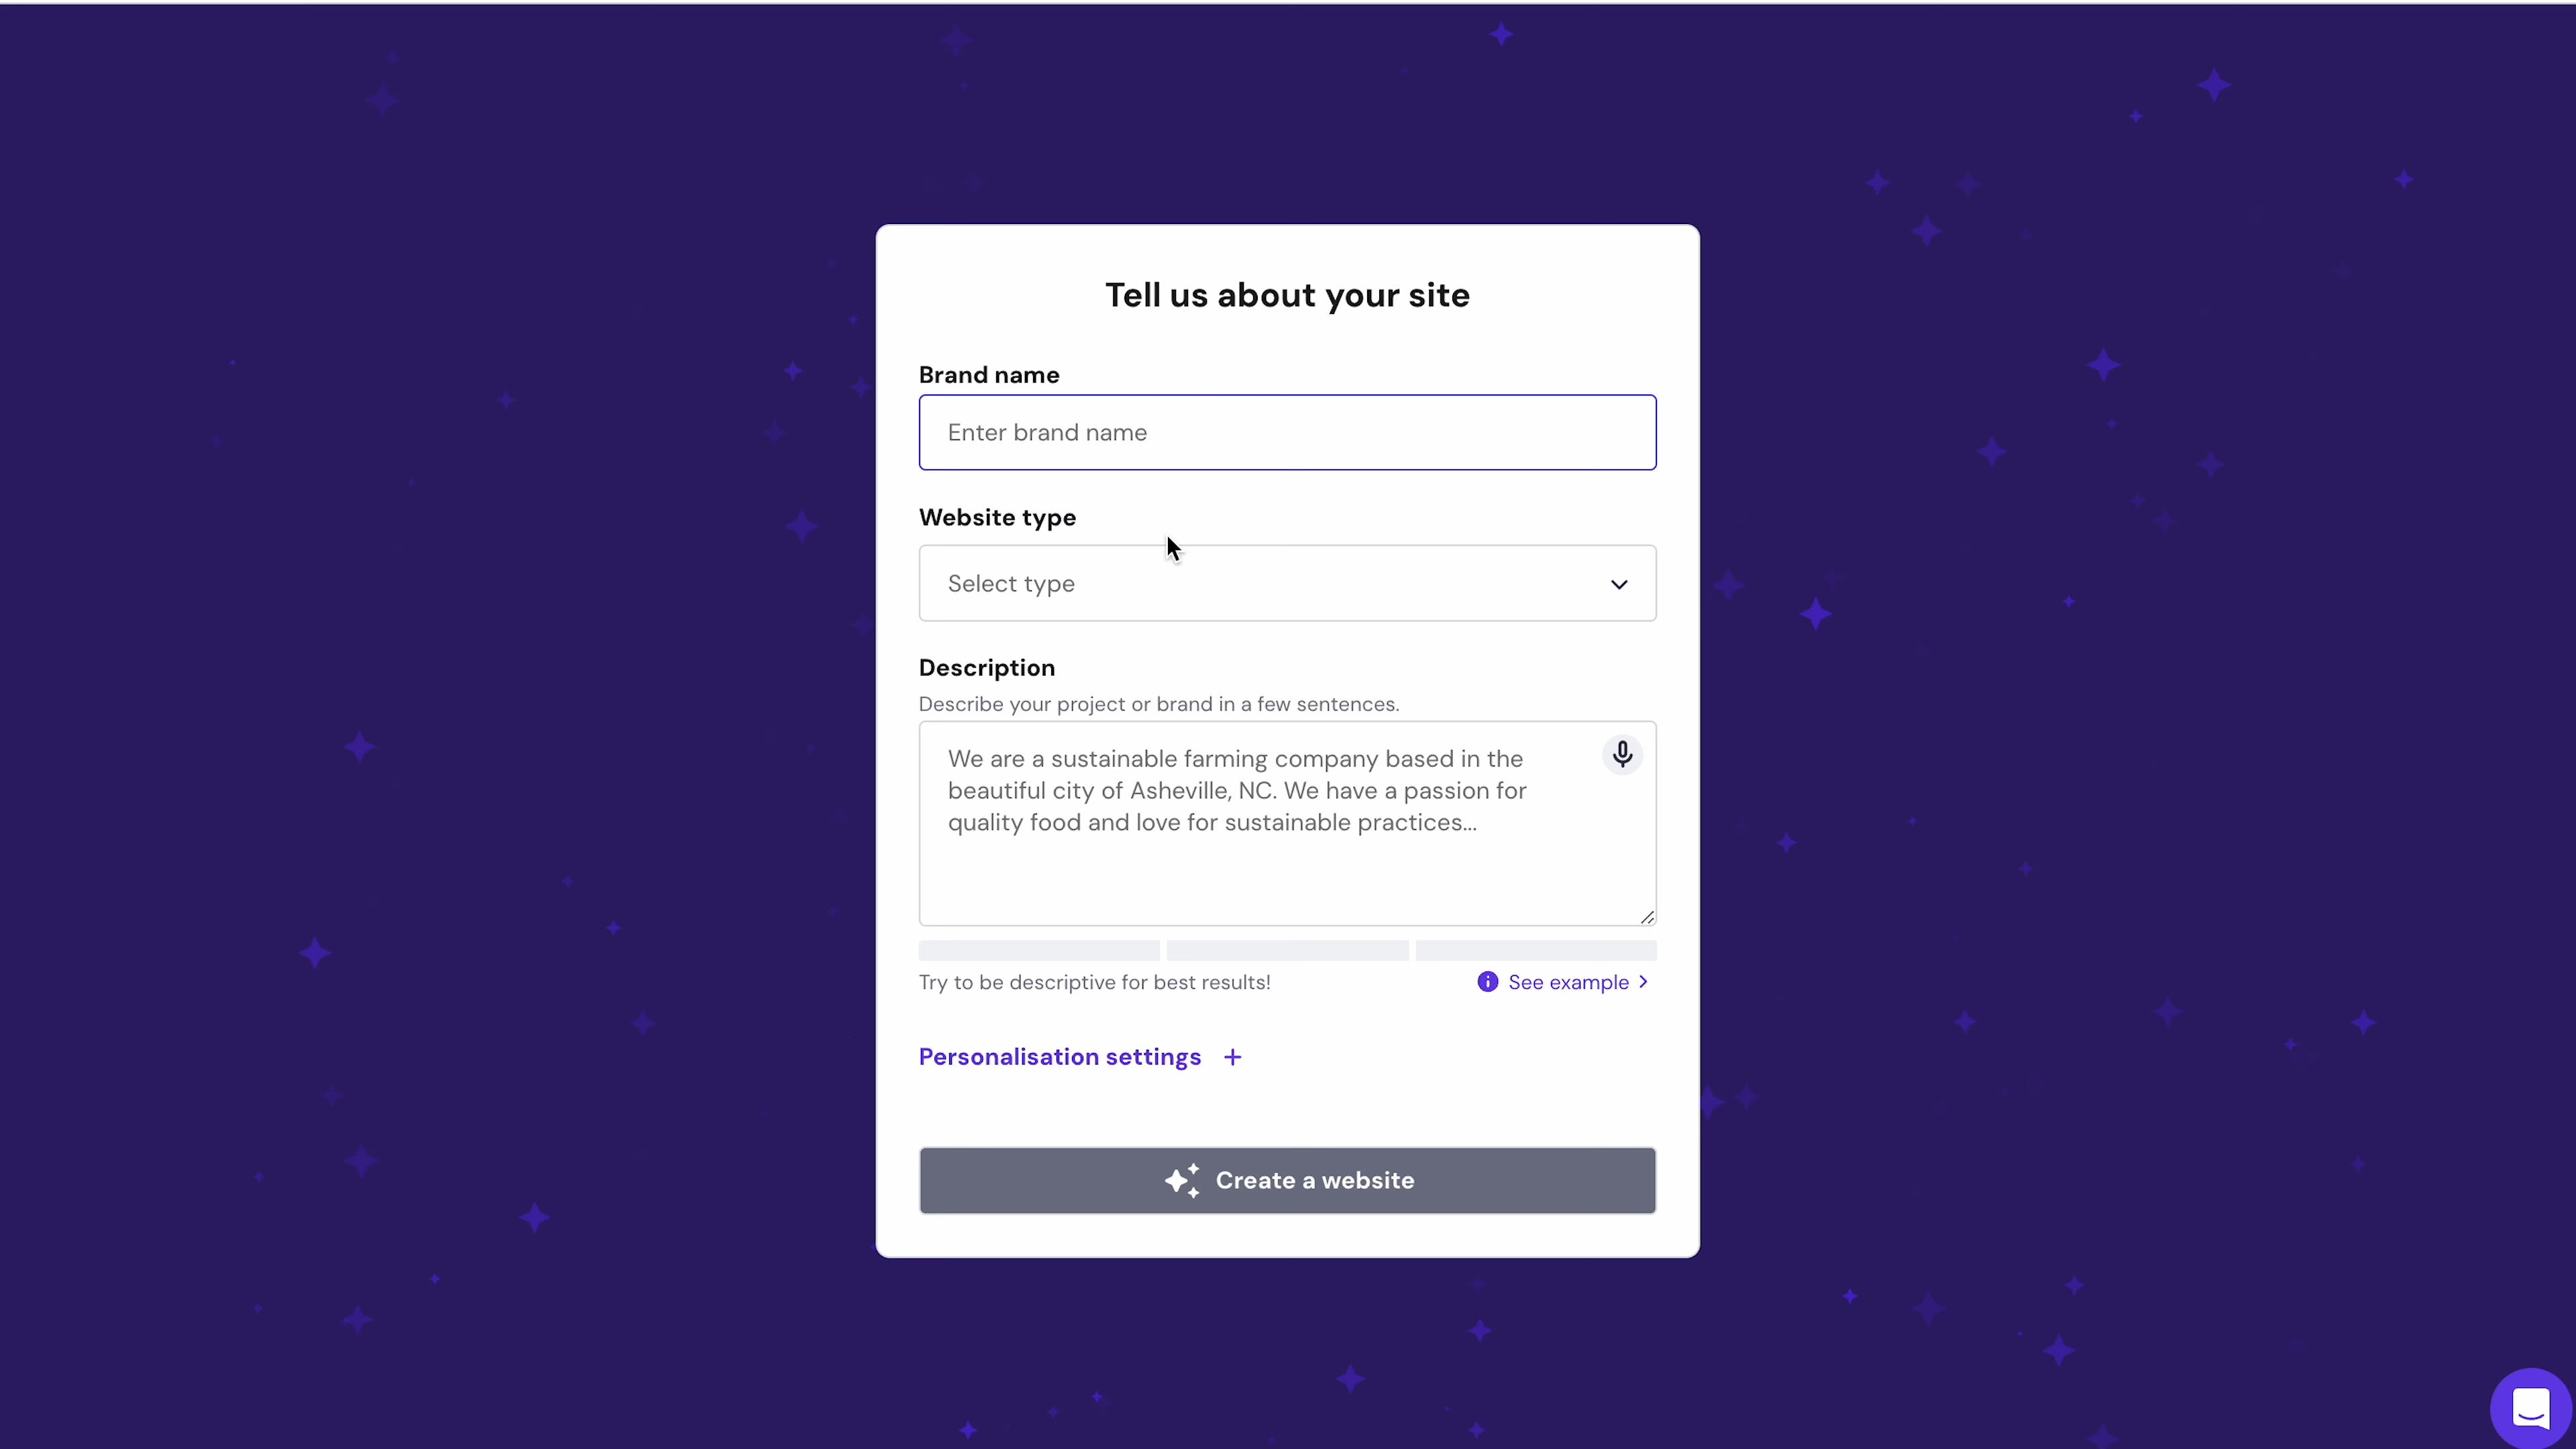 Tell us about your site
Brand name
Enter brand name
Website type
Select type
Description
Describe your project or brand in a few sentences.
We are a sustainable farming company based in the
beautiful city of Asheville, NC. We have a passion for
quality food and love for sustainable practices...
Try to be descriptive for best results!
See example
Personalisation settings +
Create a website